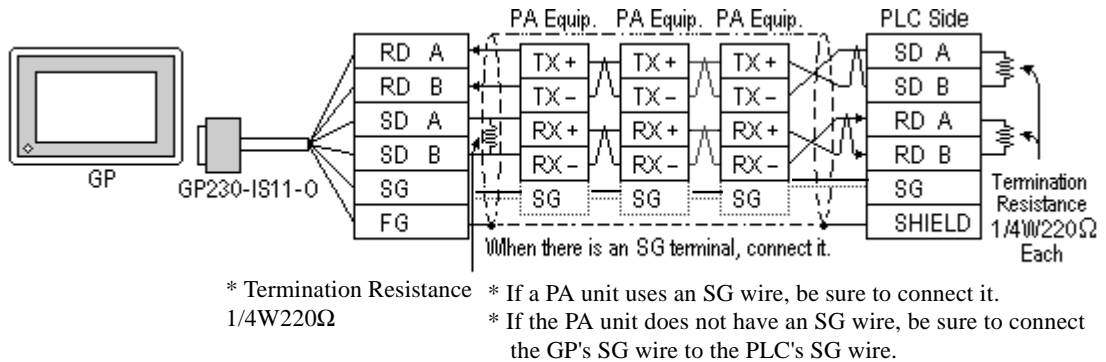 PA Equip. PA Equip. PA Equip. PLC Side
RD A TX+ TX+ TX+ SD A
RD B TX- TX- TX- SD B
SD A RX+ RX+ RX+ RD A
SD B RX- RX- RX- RD B
SG SG SG SG SG
FG SHIELD
GP
GP230-IS11-O
When there is an SG terminal, connect it.
Termination
Resistance
1/4W220Ω
Each
* Termination Resistance
1/4W220Ω
* If a PA unit uses an SG wire, be sure to connect it.
* If the PA unit does not have an SG wire, be sure to connect
the GP's SG wire to the PLC's SG wire.